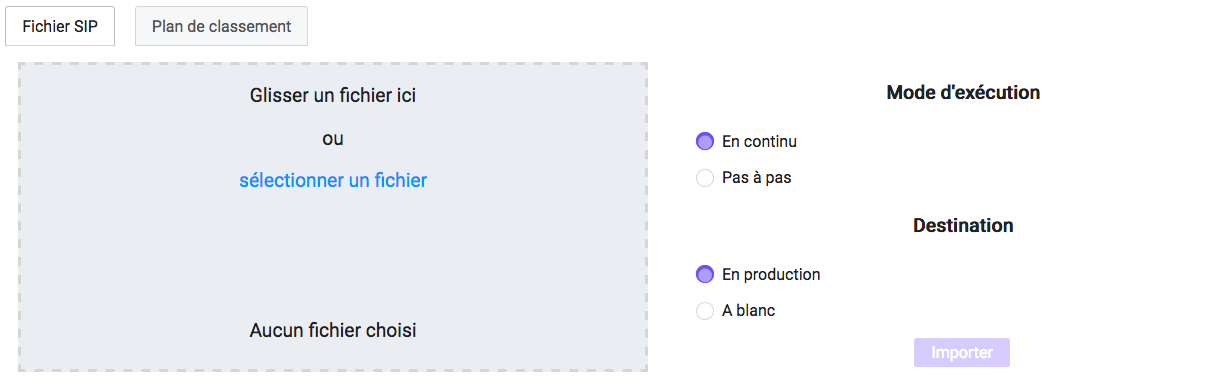 Fichier SIP
Plan de classement
Glisser un fichier ici
ou
sélectionner un fichier
Aucun fichier choisi
Mode d'exécution
En continu
Pas à pas
Destination
En production
A blanc
Importer